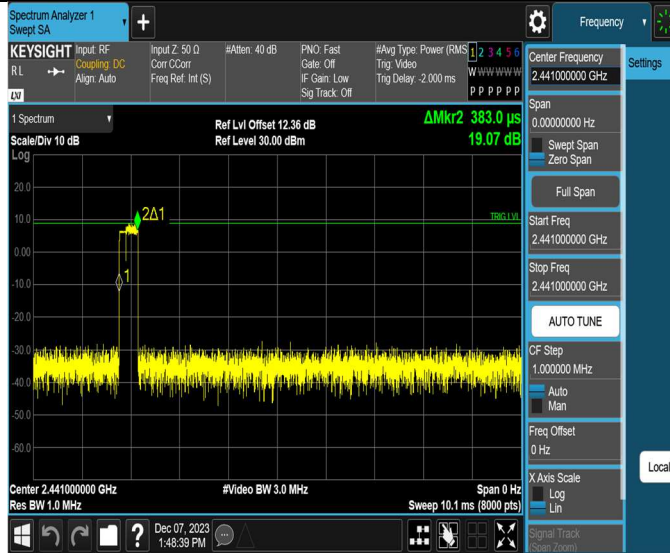 Spectrum Analyzer 1
Swept SA
+
Frequency
KEYSIGHT
RL
LXI
Input: RF
Coupling: DC
Align: Auto
Input Z: 50 Ω
Corr CCorr
Freq Ref: Int (S)
#Atten: 40 dB
PNO: Fast
Gate: Off
IF Gain: Low
Sig Track: Off
#Avg Type: Power (RMS
Trig: Video
Trig Delay: -2.000 ms
1 2 3 4 5 6
W W W W W W
P P P P P P
1 Spectrum
Scale/Div 10 dB
Log
Ref Lvl Offset 12.36 dB
Ref Level 30.00 dBm
ΔMkr2 383.0 µs
19.07 dB
20.0
10.0
0.00
-10.0
-20.0
-30.0
-40.0
-50.0
-60.0
2Δ1
1
TRIG LVL
Center 2.441000000 GHz
Res BW 1.0 MHz
#Video BW 3.0 MHz
Span 0 Hz
Sweep 10.1 ms (8000 pts)
?
Dec 07, 2023
1:48:39 PM
Center Frequency
2.441000000 GHz
Span
0.00000000 Hz
Swept Span
Zero Span
Full Span
Start Freq
2.441000000 GHz
Stop Freq
2.441000000 GHz
AUTO TUNE
CF Step
1.000000 MHz
Auto
Man
Freq Offset
0 Hz
X Axis Scale
Log
Lin
Signal Track
(Span Zoom)
Settings
Local